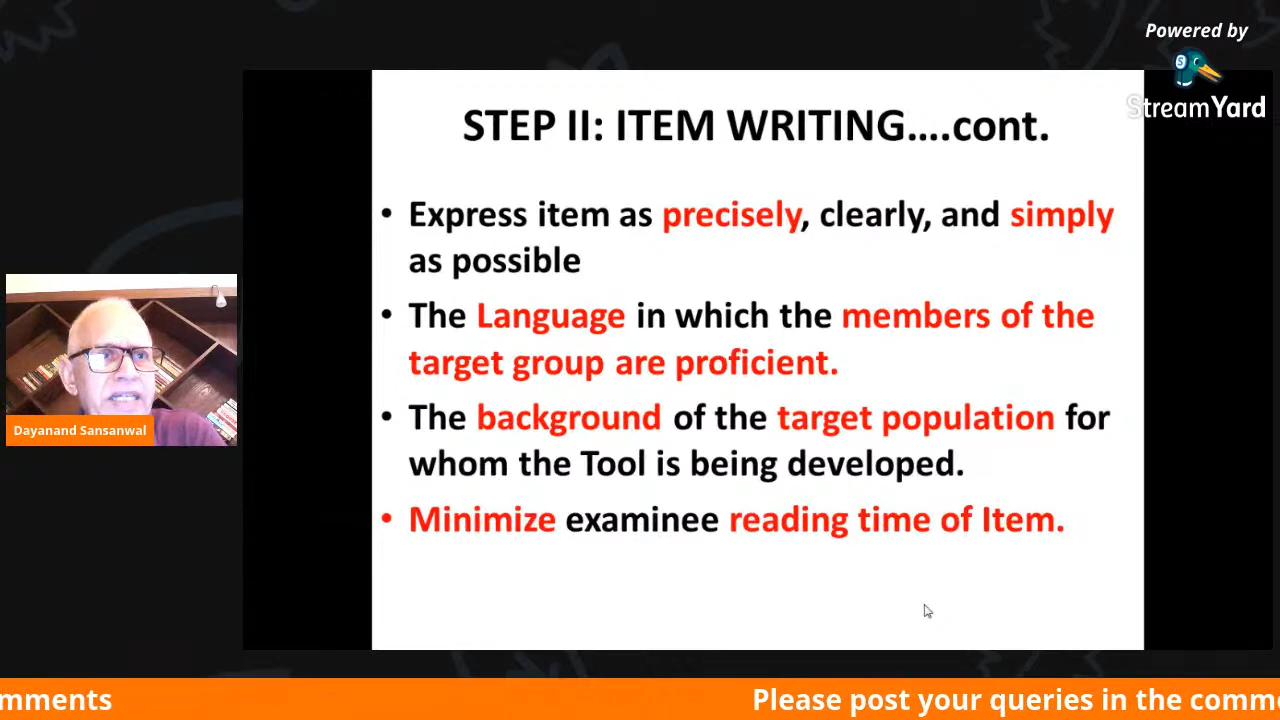 Powered by
StreamYard
STEP II: ITEM WRITING....cont.
• Express item as precisely, clearly, and simply
as possible
• The Language in which the members of the
target group are proficient.
• The background of the target population for
whom the Tool is being developed.
• Minimize examinee reading time of Item.
Dayanand Sansanwal
mments Please post your queries in the comm